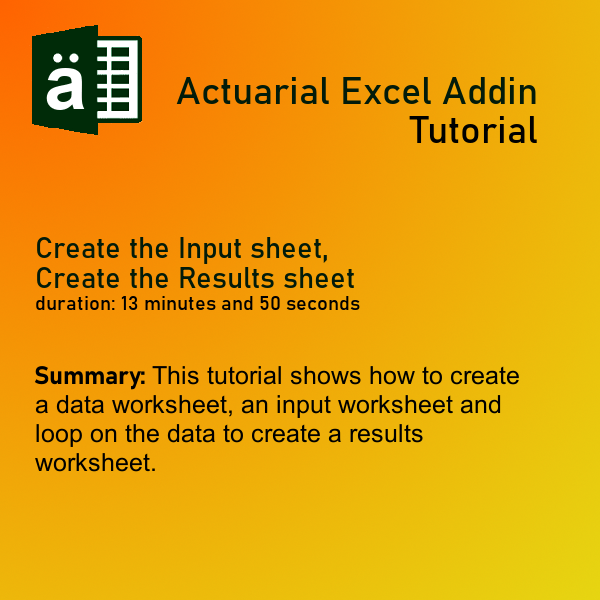 ä
Actuarial Excel Addin
Tutorial
Create the Input sheet,
Create the Results sheet
duration: 13 minutes and 50 seconds
Summary: This tutorial shows how to create
a data worksheet, an input worksheet and
loop on the data to create a results
worksheet.